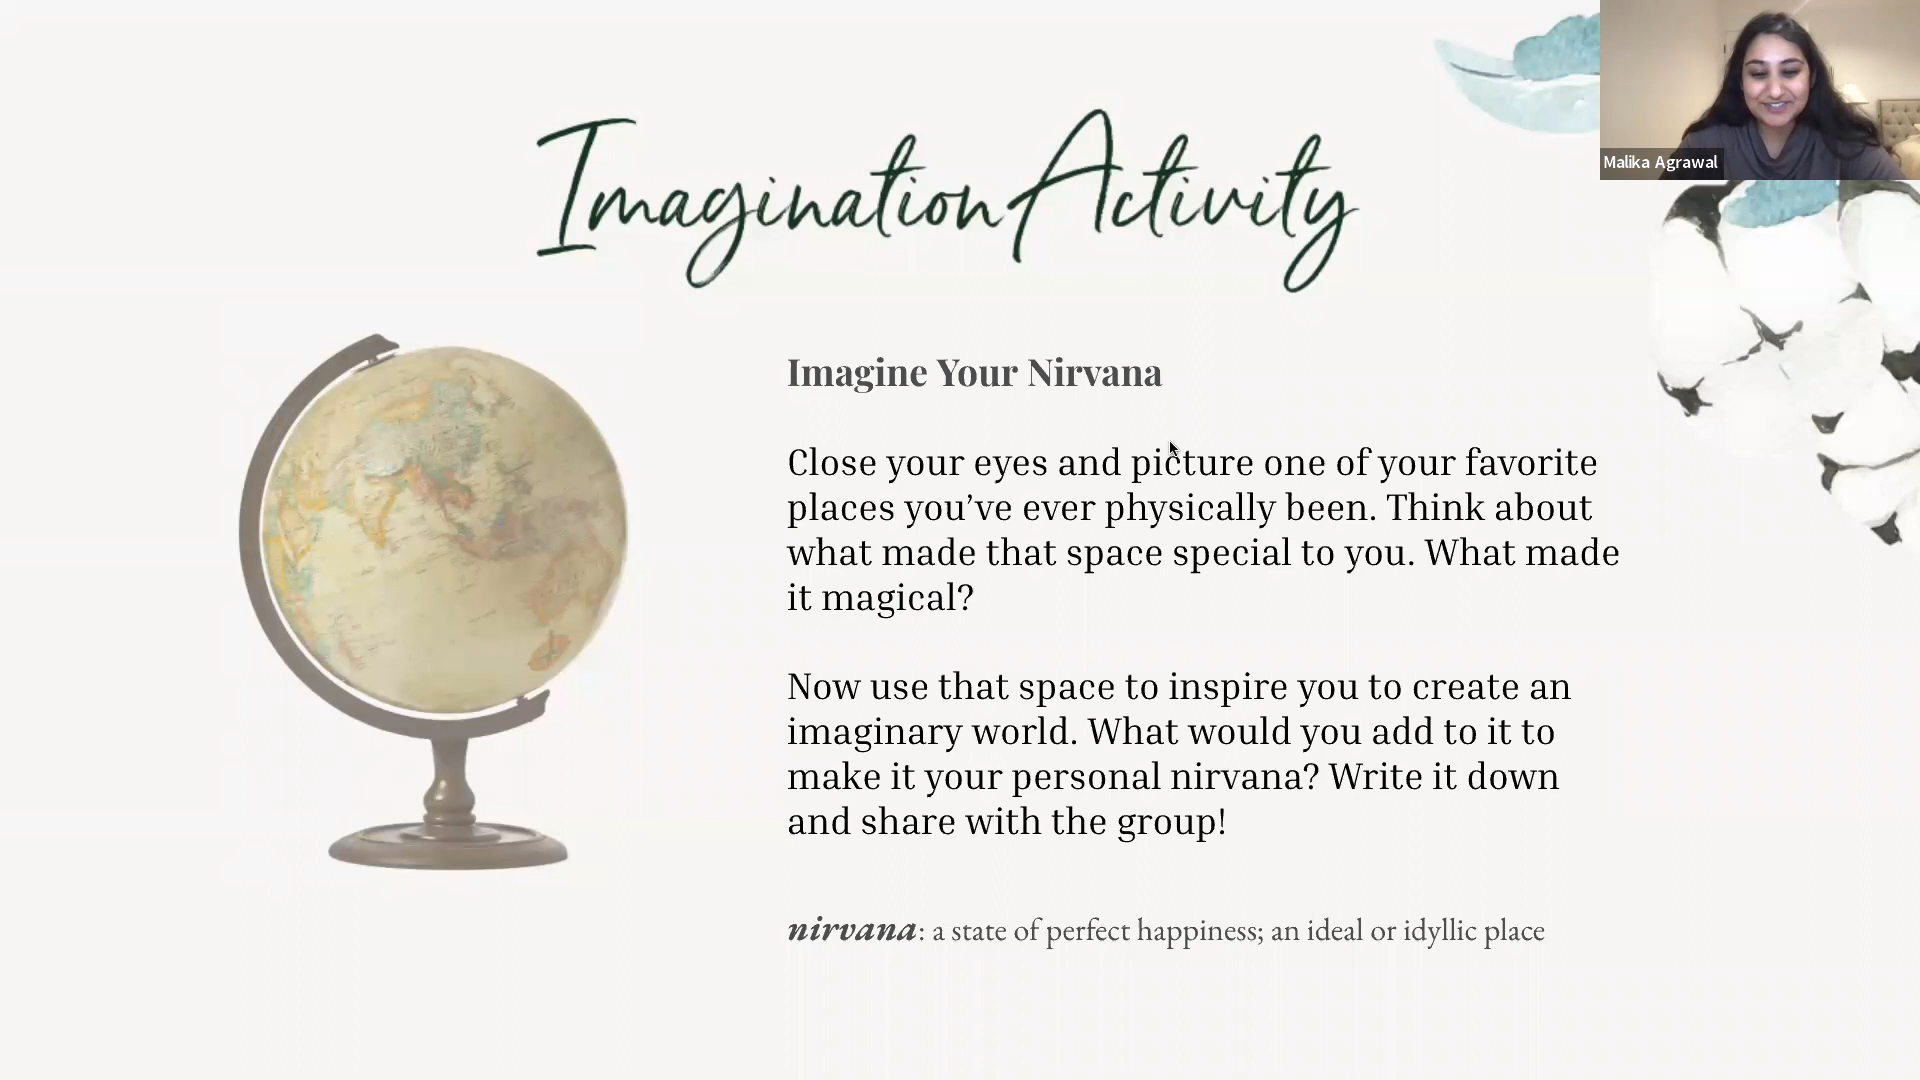 Imagination Activity
Malika Agrawal
Imagine Your Nirvana
Close your eyes and picture one of your favorite
places you’ve ever physically been. Think about
what made that space special to you. What made
it magical?
Now use that space to inspire you to create an
imaginary world. What would you add to it to
make it your personal nirvana? Write it down
and share with the group!
nirvana: a state of perfect happiness; an ideal or idyllic place